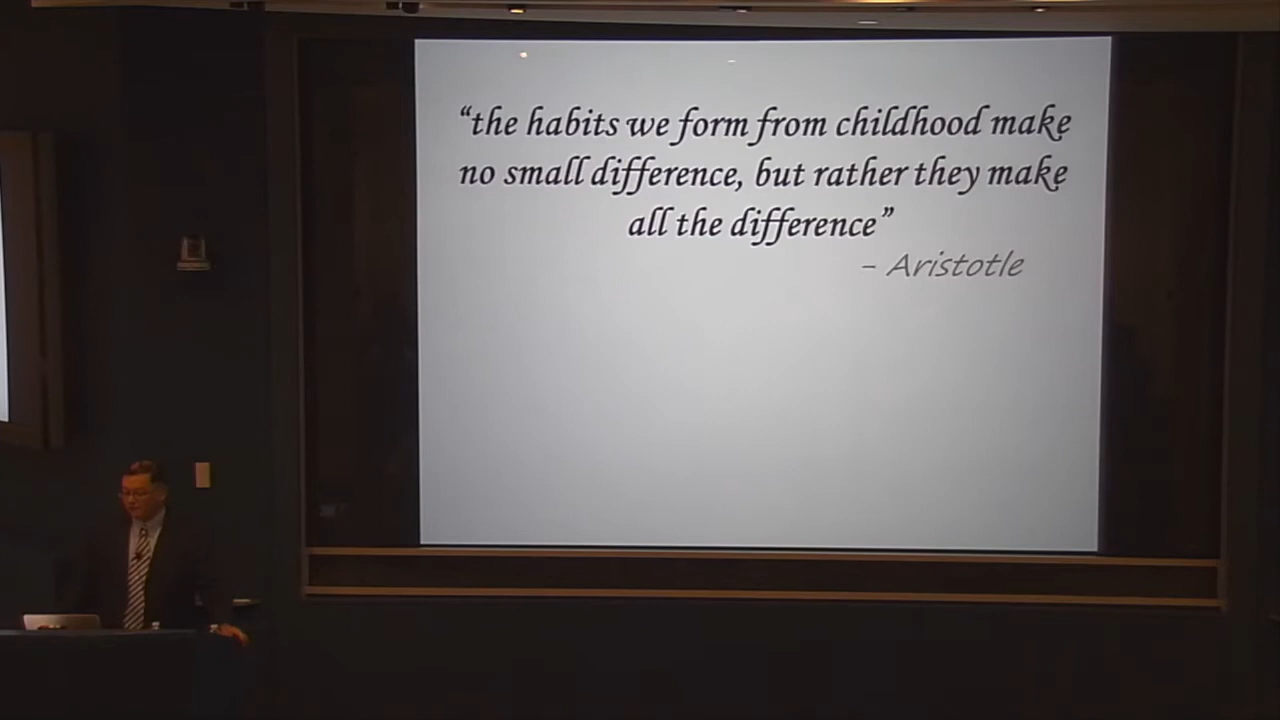 “the habits we form from childhood make
no small difference, but rather they make
all the difference”
– Aristotle